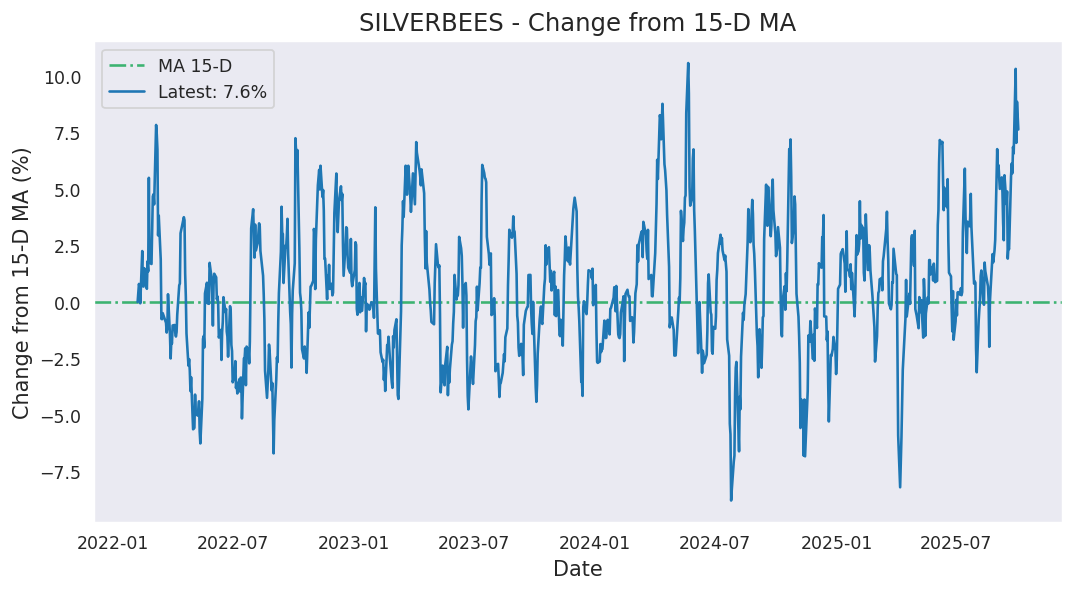 SILVERBEES - Change from 15-D MA
MA 15-D
Latest: 7.6%
Change from 15-D MA (%)
10.0
7.5
5.0
2.5
0.0
−2.5
−5.0
−7.5
2022-01 2022-07 2023-01 2023-07 2024-01 2024-07 2025-01 2025-07
Date